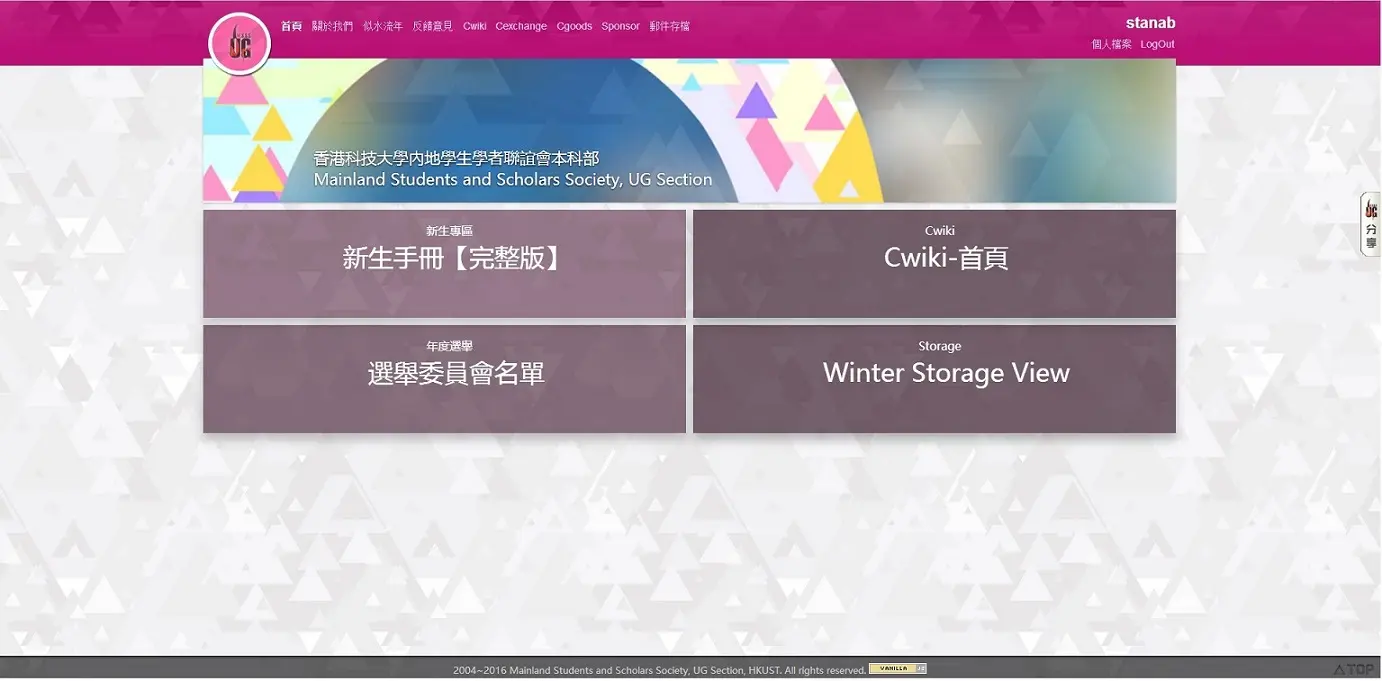 首頁 關於我們 似水流年 反饋意見 Cwiki Cexchange Cgoods Sponsor 郵件存檔
stanab
個人檔案 LogOut
UG
香港科技大學內地學生學者聯誼會本科部
Mainland Students and Scholars Society, UG Section
新生專區
新生手冊【完整版】
Cwiki
Cwiki-首頁
UG
分享
年度選舉
選舉委員會名單
Storage
Winter Storage View
2004~2016 Mainland Students and Scholars Society, UG Section, HKUST. All rights reserved. VANILLA JS
TOP